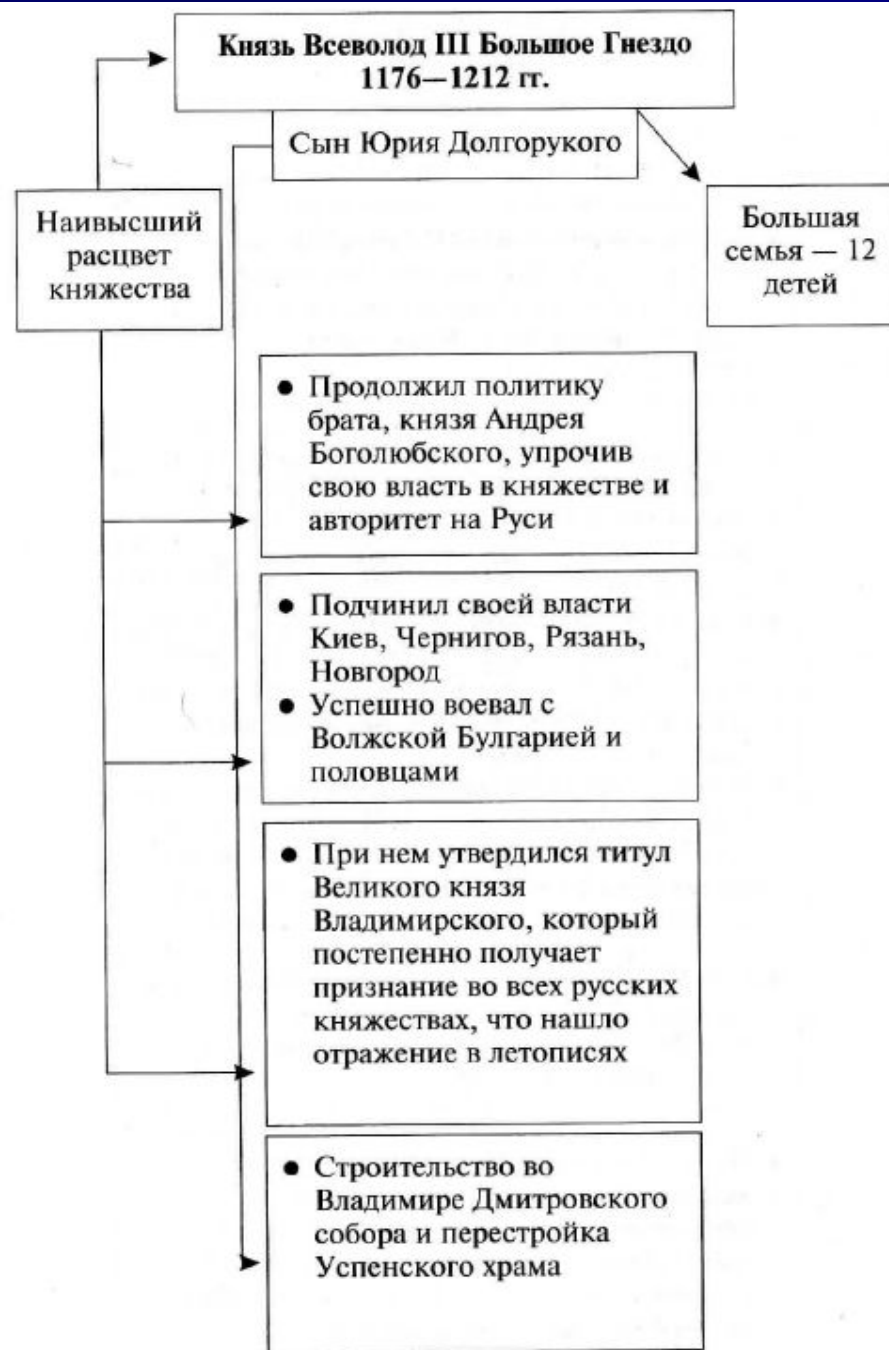 Князь Всеволод III Большое Гнездо
1176—1212 гг.
Сын Юрия Долгорукого
Наивысший
расцвет
княжества
Большая
семья — 12
детей
● Продолжил политику
брата, князя Андрея
Боголюбского, упрочив
свою власть в княжестве и
авторитет на Руси
● Подчинил своей власти
Киев, Чернигов, Рязань,
Новгород
● Успешно воевал с
Волжской Булгарией и
половцами
● При нем утвердился титул
Великого князя
Владимирского, который
постепенно получает
признание во всех русских
княжествах, что нашло
отражение в летописях
● Строительство во
Владимире Дмитровского
собора и перестройка
Успенского храма